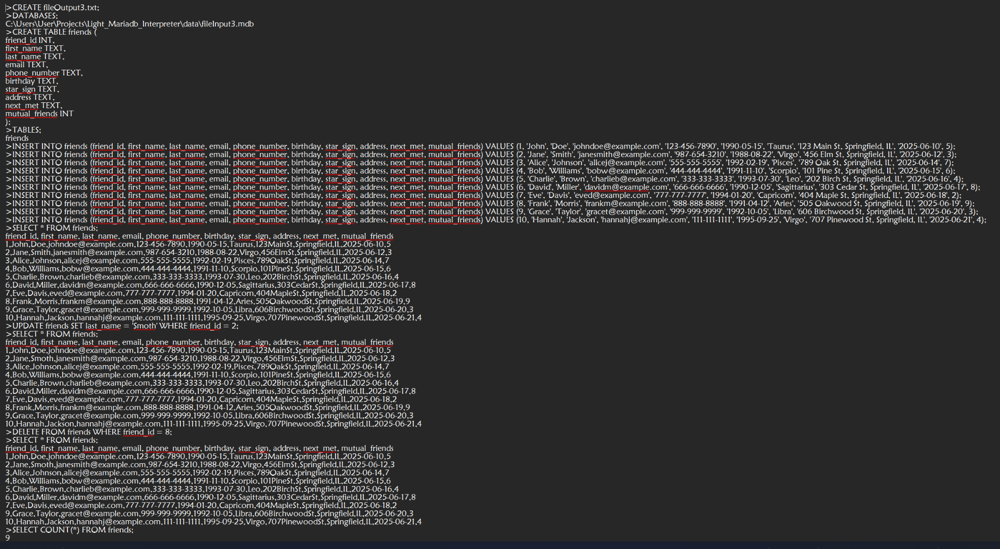 >CREATE fileOutput3.txt;
>DATABASES;
C:\Users\User\Projects\Light_Mariadb_Interpreter\data\fileInput3.mdb
>CREATE TABLE friends (
friend_id INT,
first_name TEXT,
last_name TEXT,
email TEXT,
phone_number TEXT,
birthday TEXT,
star_sign TEXT,
address TEXT,
next_met TEXT,
mutual_friends INT
);
>TABLES;
friends
>INSERT INTO friends (friend_id, first_name, last_name, email, phone_number, birthday, star_sign, address, next_met, mutual_friends) VALUES (1, 'John', 'Doe', 'johndoe@example.com', '123-456-7890', '1990-05-15', 'Taurus', '123 Main St, Springfield, IL', '2025-06-10', 5);
>INSERT INTO friends (friend_id, first_name, last_name, email, phone_number, birthday, star_sign, address, next_met, mutual_friends) VALUES (2, 'Jane', 'Smith', 'janesmith@example.com', '987-654-3210', '1988-08-22', 'Virgo', '456 Elm St, Springfield, IL', '2025-06-12', 3);
>INSERT INTO friends (friend_id, first_name, last_name, email, phone_number, birthday, star_sign, address, next_met, mutual_friends) VALUES (3, 'Alice', 'Johnson', 'alicej@example.com', '555-555-5555', '1992-02-19', 'Pisces', '789 Oak St, Springfield, IL', '2025-06-14', 7);
>INSERT INTO friends (friend_id, first_name, last_name, email, phone_number, birthday, star_sign, address, next_met, mutual_friends) VALUES (4, 'Bob', 'Williams', 'bobw@example.com', '444-444-4444', '1991-11-10', 'Scorpio', '101 Pine St, Springfield, IL', '2025-06-15', 6);
>INSERT INTO friends (friend_id, first_name, last_name, email, phone_number, birthday, star_sign, address, next_met, mutual_friends) VALUES (5, 'Charlie', 'Brown', 'charlieb@example.com', '333-333-3333', '1993-07-30', 'Leo', '202 Birch St, Springfield, IL', '2025-06-16', 4);
>INSERT INTO friends (friend_id, first_name, last_name, email, phone_number, birthday, star_sign, address, next_met, mutual_friends) VALUES (6, 'David', 'Miller', 'davidm@example.com', '666-666-6666', '1990-12-05', 'Sagittarius', '303 Cedar St, Springfield, IL', '2025-06-17', 8);
>INSERT INTO friends (friend_id, first_name, last_name, email, phone_number, birthday, star_sign, address, next_met, mutual_friends) VALUES (7, 'Eve', 'Davis', 'eved@example.com', '777-777-7777', '1994-01-20', 'Capricorn', '404 Maple St, Springfield, IL', '2025-06-18', 2);
>INSERT INTO friends (friend_id, first_name, last_name, email, phone_number, birthday, star_sign, address, next_met, mutual_friends) VALUES (8, 'Frank', 'Morris', 'frankm@example.com', '888-888-8888', '1991-04-12', 'Aries', '505 Oakwood St, Springfield, IL', '2025-06-19', 9);
>INSERT INTO friends (friend_id, first_name, last_name, email, phone_number, birthday, star_sign, address, next_met, mutual_friends) VALUES (9, 'Grace', 'Taylor', 'gracet@example.com', '999-999-9999', '1992-10-05', 'Libra', '606 Birchwood St, Springfield, IL', '2025-06-20', 3);
>INSERT INTO friends (friend_id, first_name, last_name, email, phone_number, birthday, star_sign, address, next_met, mutual_friends) VALUES (10, 'Hannah', 'Jackson', 'hannahj@example.com', '111-111-1111', '1995-09-25', 'Virgo', '707 Pinewood St, Springfield, IL', '2025-06-21', 4);
>SELECT * FROM friends;
friend_id, first_name, last_name, email, phone_number, birthday, star_sign, address, next_met, mutual_friends
1,John,Doe,johndoe@example.com,123-456-7890,1990-05-15,Taurus,123MainSt,Springfield,IL,2025-06-10,5
2,Jane,Smith,janesmith@example.com,987-654-3210,1988-08-22,Virgo,456ElmSt,Springfield,IL,2025-06-12,3
3,Alice,Johnson,alicej@example.com,555-555-5555,1992-02-19,Pisces,789OakSt,Springfield,IL,2025-06-14,7
4,Bob,Williams,bobw@example.com,444-444-4444,1991-11-10,Scorpio,101PineSt,Springfield,IL,2025-06-15,6
5,Charlie,Brown,charlieb@example.com,333-333-3333,1993-07-30,Leo,202BirchSt,Springfield,IL,2025-06-16,4
6,David,Miller,davidm@example.com,666-666-6666,1990-12-05,Sagittarius,303CedarSt,Springfield,IL,2025-06-17,8
7,Eve,Davis,eved@example.com,777-777-7777,1994-01-20,Capricorn,404MapleSt,Springfield,IL,2025-06-18,2
8,Frank,Morris,frankm@example.com,888-888-8888,1991-04-12,Aries,505OakwoodSt,Springfield,IL,2025-06-19,9
9,Grace,Taylor,gracet@example.com,999-999-9999,1992-10-05,Libra,606BirchwoodSt,Springfield,IL,2025-06-20,3
10,Hannah,Jackson,hannahj@example.com,111-111-1111,1995-09-25,Virgo,707PinewoodSt,Springfield,IL,2025-06-21,4
>UPDATE friends SET last_name = 'Smoth' WHERE friend_id = 2;
>SELECT * FROM friends;
friend_id, first_name, last_name, email, phone_number, birthday, star_sign, address, next_met, mutual_friends
1,John,Doe,johndoe@example.com,123-456-7890,1990-05-15,Taurus,123MainSt,Springfield,IL,2025-06-10,5
2,Jane,Smoth,janesmith@example.com,987-654-3210,1988-08-22,Virgo,456ElmSt,Springfield,IL,2025-06-12,3
3,Alice,Johnson,alicej@example.com,555-555-5555,1992-02-19,Pisces,789OakSt,Springfield,IL,2025-06-14,7
4,Bob,Williams,bobw@example.com,444-444-4444,1991-11-10,Scorpio,101PineSt,Springfield,IL,2025-06-15,6
5,Charlie,Brown,charlieb@example.com,333-333-3333,1993-07-30,Leo,202BirchSt,Springfield,IL,2025-06-16,4
6,David,Miller,davidm@example.com,666-666-6666,1990-12-05,Sagittarius,303CedarSt,Springfield,IL,2025-06-17,8
7,Eve,Davis,eved@example.com,777-777-7777,1994-01-20,Capricorn,404MapleSt,Springfield,IL,2025-06-18,2
8,Frank,Morris,frankm@example.com,888-888-8888,1991-04-12,Aries,505OakwoodSt,Springfield,IL,2025-06-19,9
9,Grace,Taylor,gracet@example.com,999-999-9999,1992-10-05,Libra,606BirchwoodSt,Springfield,IL,2025-06-20,3
10,Hannah,Jackson,hannahj@example.com,111-111-1111,1995-09-25,Virgo,707PinewoodSt,Springfield,IL,2025-06-21,4
>DELETE FROM friends WHERE friend_id = 8;
>SELECT * FROM friends;
friend_id, first_name, last_name, email, phone_number, birthday, star_sign, address, next_met, mutual_friends
1,John,Doe,johndoe@example.com,123-456-7890,1990-05-15,Taurus,123MainSt,Springfield,IL,2025-06-10,5
2,Jane,Smoth,janesmith@example.com,987-654-3210,1988-08-22,Virgo,456ElmSt,Springfield,IL,2025-06-12,3
3,Alice,Johnson,alicej@example.com,555-555-5555,1992-02-19,Pisces,789OakSt,Springfield,IL,2025-06-14,7
4,Bob,Williams,bobw@example.com,444-444-4444,1991-11-10,Scorpio,101PineSt,Springfield,IL,2025-06-15,6
5,Charlie,Brown,charlieb@example.com,333-333-3333,1993-07-30,Leo,202BirchSt,Springfield,IL,2025-06-16,4
6,David,Miller,davidm@example.com,666-666-6666,1990-12-05,Sagittarius,303CedarSt,Springfield,IL,2025-06-17,8
7,Eve,Davis,eved@example.com,777-777-7777,1994-01-20,Capricorn,404MapleSt,Springfield,IL,2025-06-18,2
9,Grace,Taylor,gracet@example.com,999-999-9999,1992-10-05,Libra,606BirchwoodSt,Springfield,IL,2025-06-20,3
10,Hannah,Jackson,hannahj@example.com,111-111-1111,1995-09-25,Virgo,707PinewoodSt,Springfield,IL,2025-06-21,4
>SELECT COUNT(*) FROM friends;
9